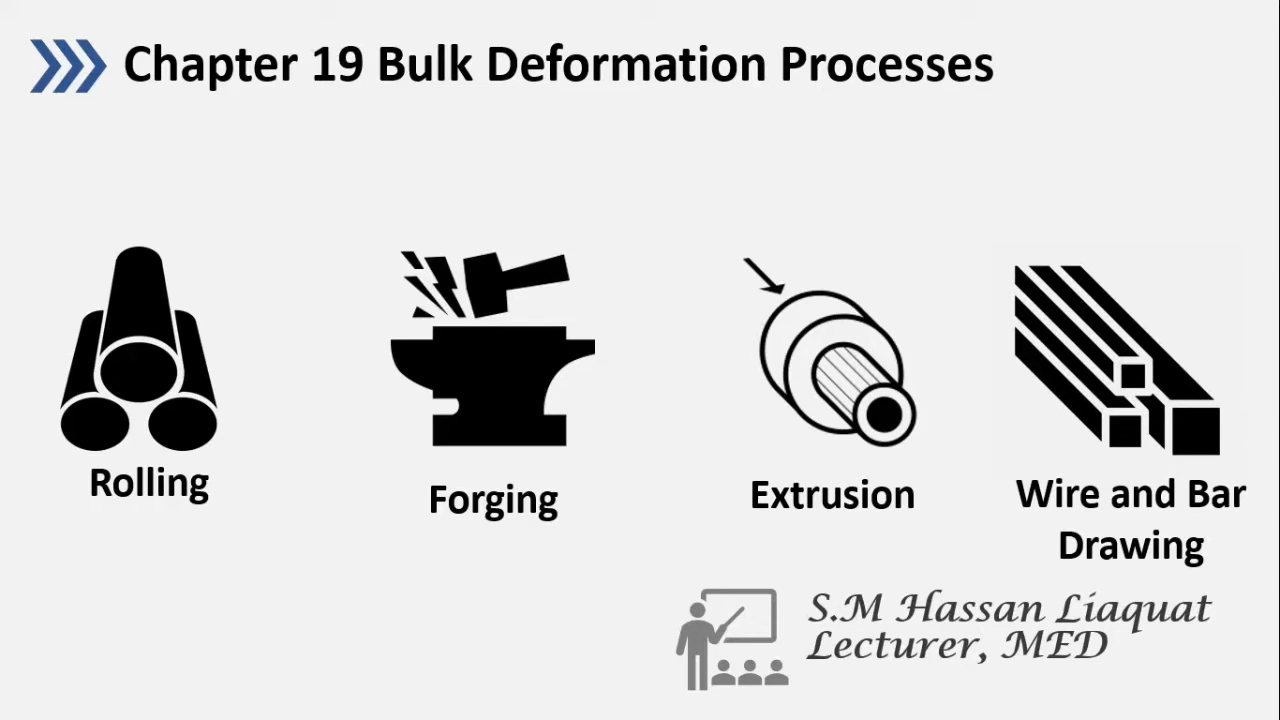 Chapter 19 Bulk Deformation Processes
Rolling
Forging
Extrusion
Wire and Bar
Drawing
S.M Hassan Liaquat
Lecturer, MED